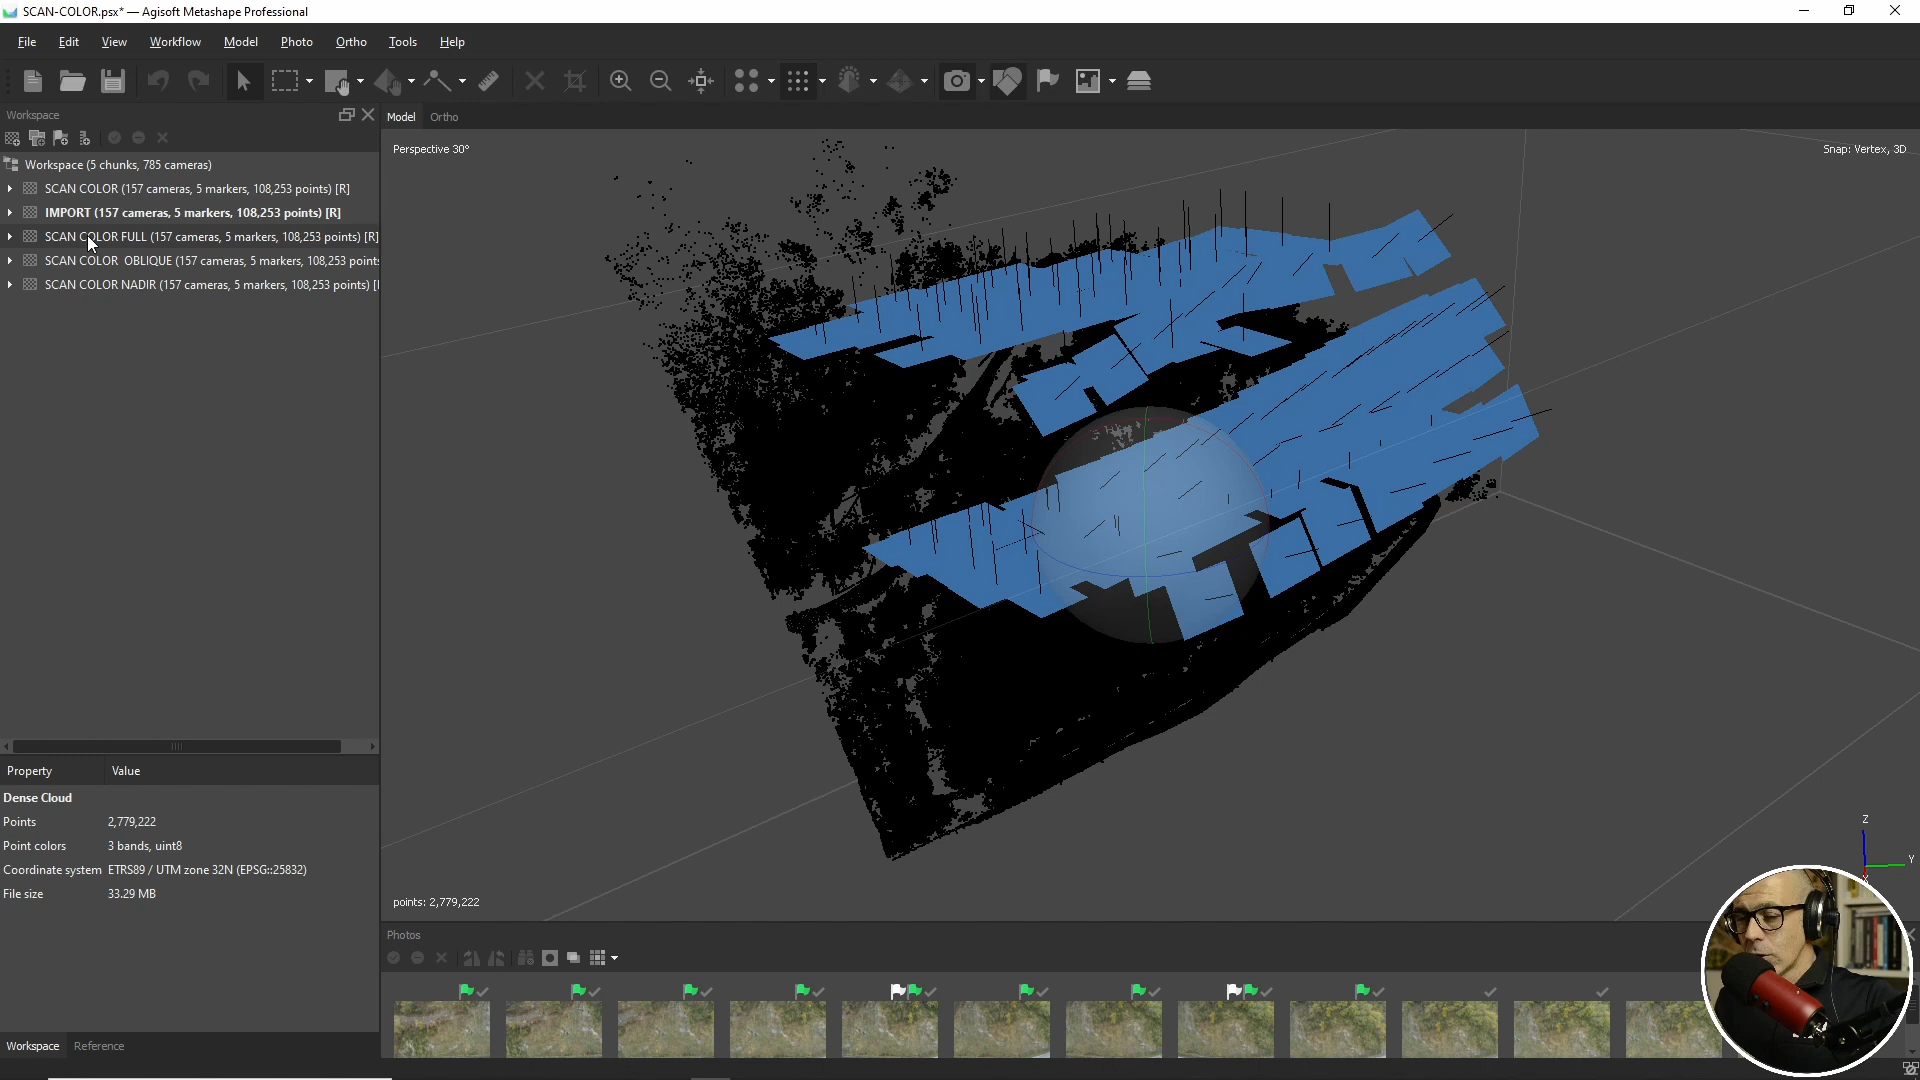 SCAN-COLOR.psx* — Agisoft Metashape Professional
File Edit View Workflow Model Photo Ortho Tools Help
Workspace
Model Ortho
Perspective 30°
Snap: Vertex, 3D
Workspace (5 chunks, 785 cameras)
SCAN COLOR (157 cameras, 5 markers, 108,253 points) [R]
IMPORT (157 cameras, 5 markers, 108,253 points) [R]
SCAN COLOR FULL (157 cameras, 5 markers, 108,253 points) [R]
SCAN COLOR  OBLIQUE (157 cameras, 5 markers, 108,253 points
SCAN COLOR NADIR (157 cameras, 5 markers, 108,253 points) [
Property Value
Dense Cloud
Points 2,779,222
Point colors 3 bands, uint8
Coordinate system ETRS89 / UTM zone 32N (EPSG::25832)
File size 33.29 MB
Z
Y
X
points: 2,779,222
Photos
Workspace Reference